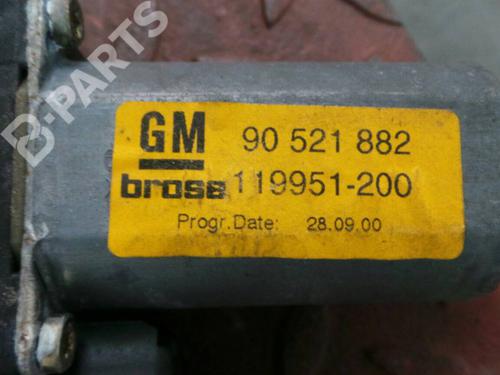 B-PARTS
GM 90 521 882
brose 119951-200
Progr.Date: 28.09.00